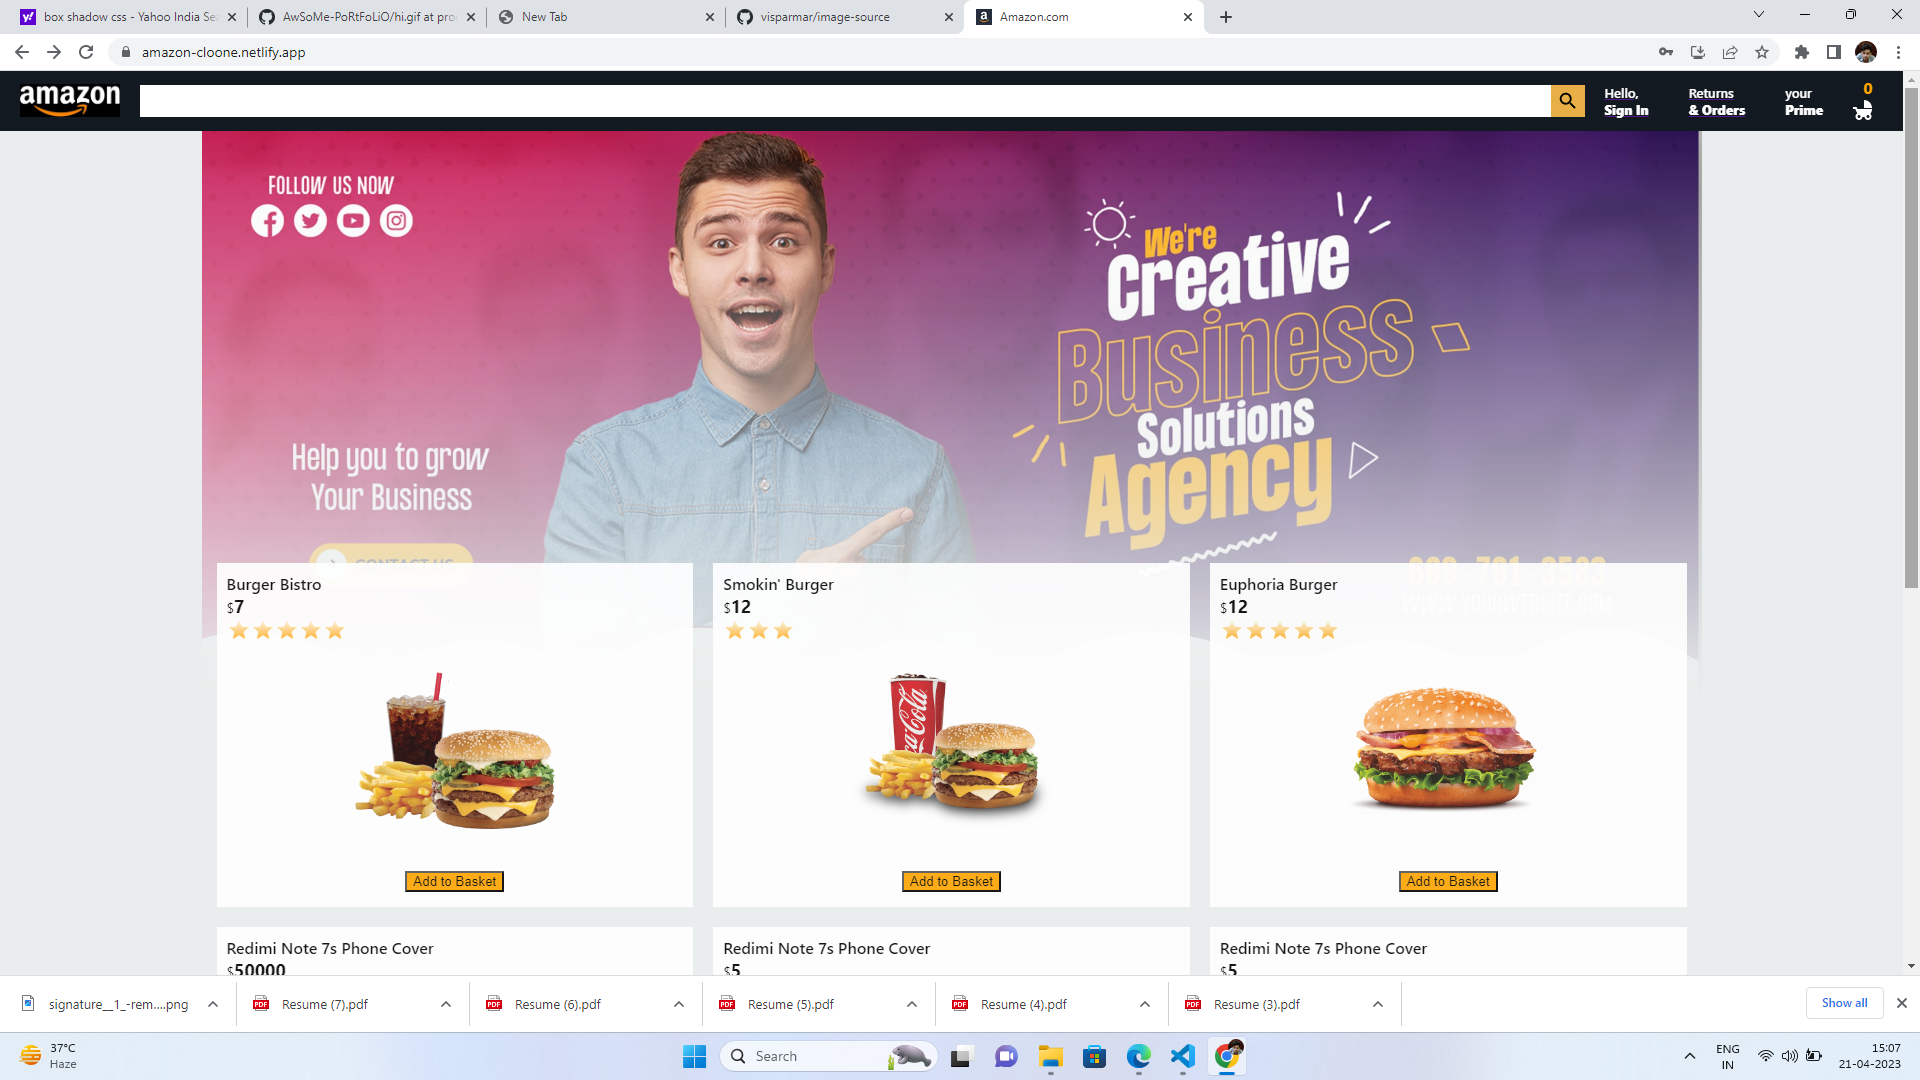 box shadow css - Yahoo India Sea
AwSoMe-PoRtFoLiO/hi.gif at pro
New Tab
visparmar/image-source
Amazon.com
amazon-cloone.netlify.app
amazon
Hello,
Sign In
Returns
& Orders
your
Prime
0
FOLLOW US NOW
We're
Creative
Business
Solutions
Agency
Help you to grow
Your Business
CONTACT US
WWW.YOURWEBSITE.COM
Burger Bistro
$7
Smokin' Burger
$12
Euphoria Burger
$12
Coca-Cola
Add to Basket
Add to Basket
Add to Basket
Redimi Note 7s Phone Cover
$50000
Redimi Note 7s Phone Cover
$5
Redimi Note 7s Phone Cover
$5
signature__1_-rem....png
Resume (7).pdf
Resume (6).pdf
Resume (5).pdf
Resume (4).pdf
Resume (3).pdf
Show all
37°C
Haze
Search
ENG
IN
15:07
21-04-2023